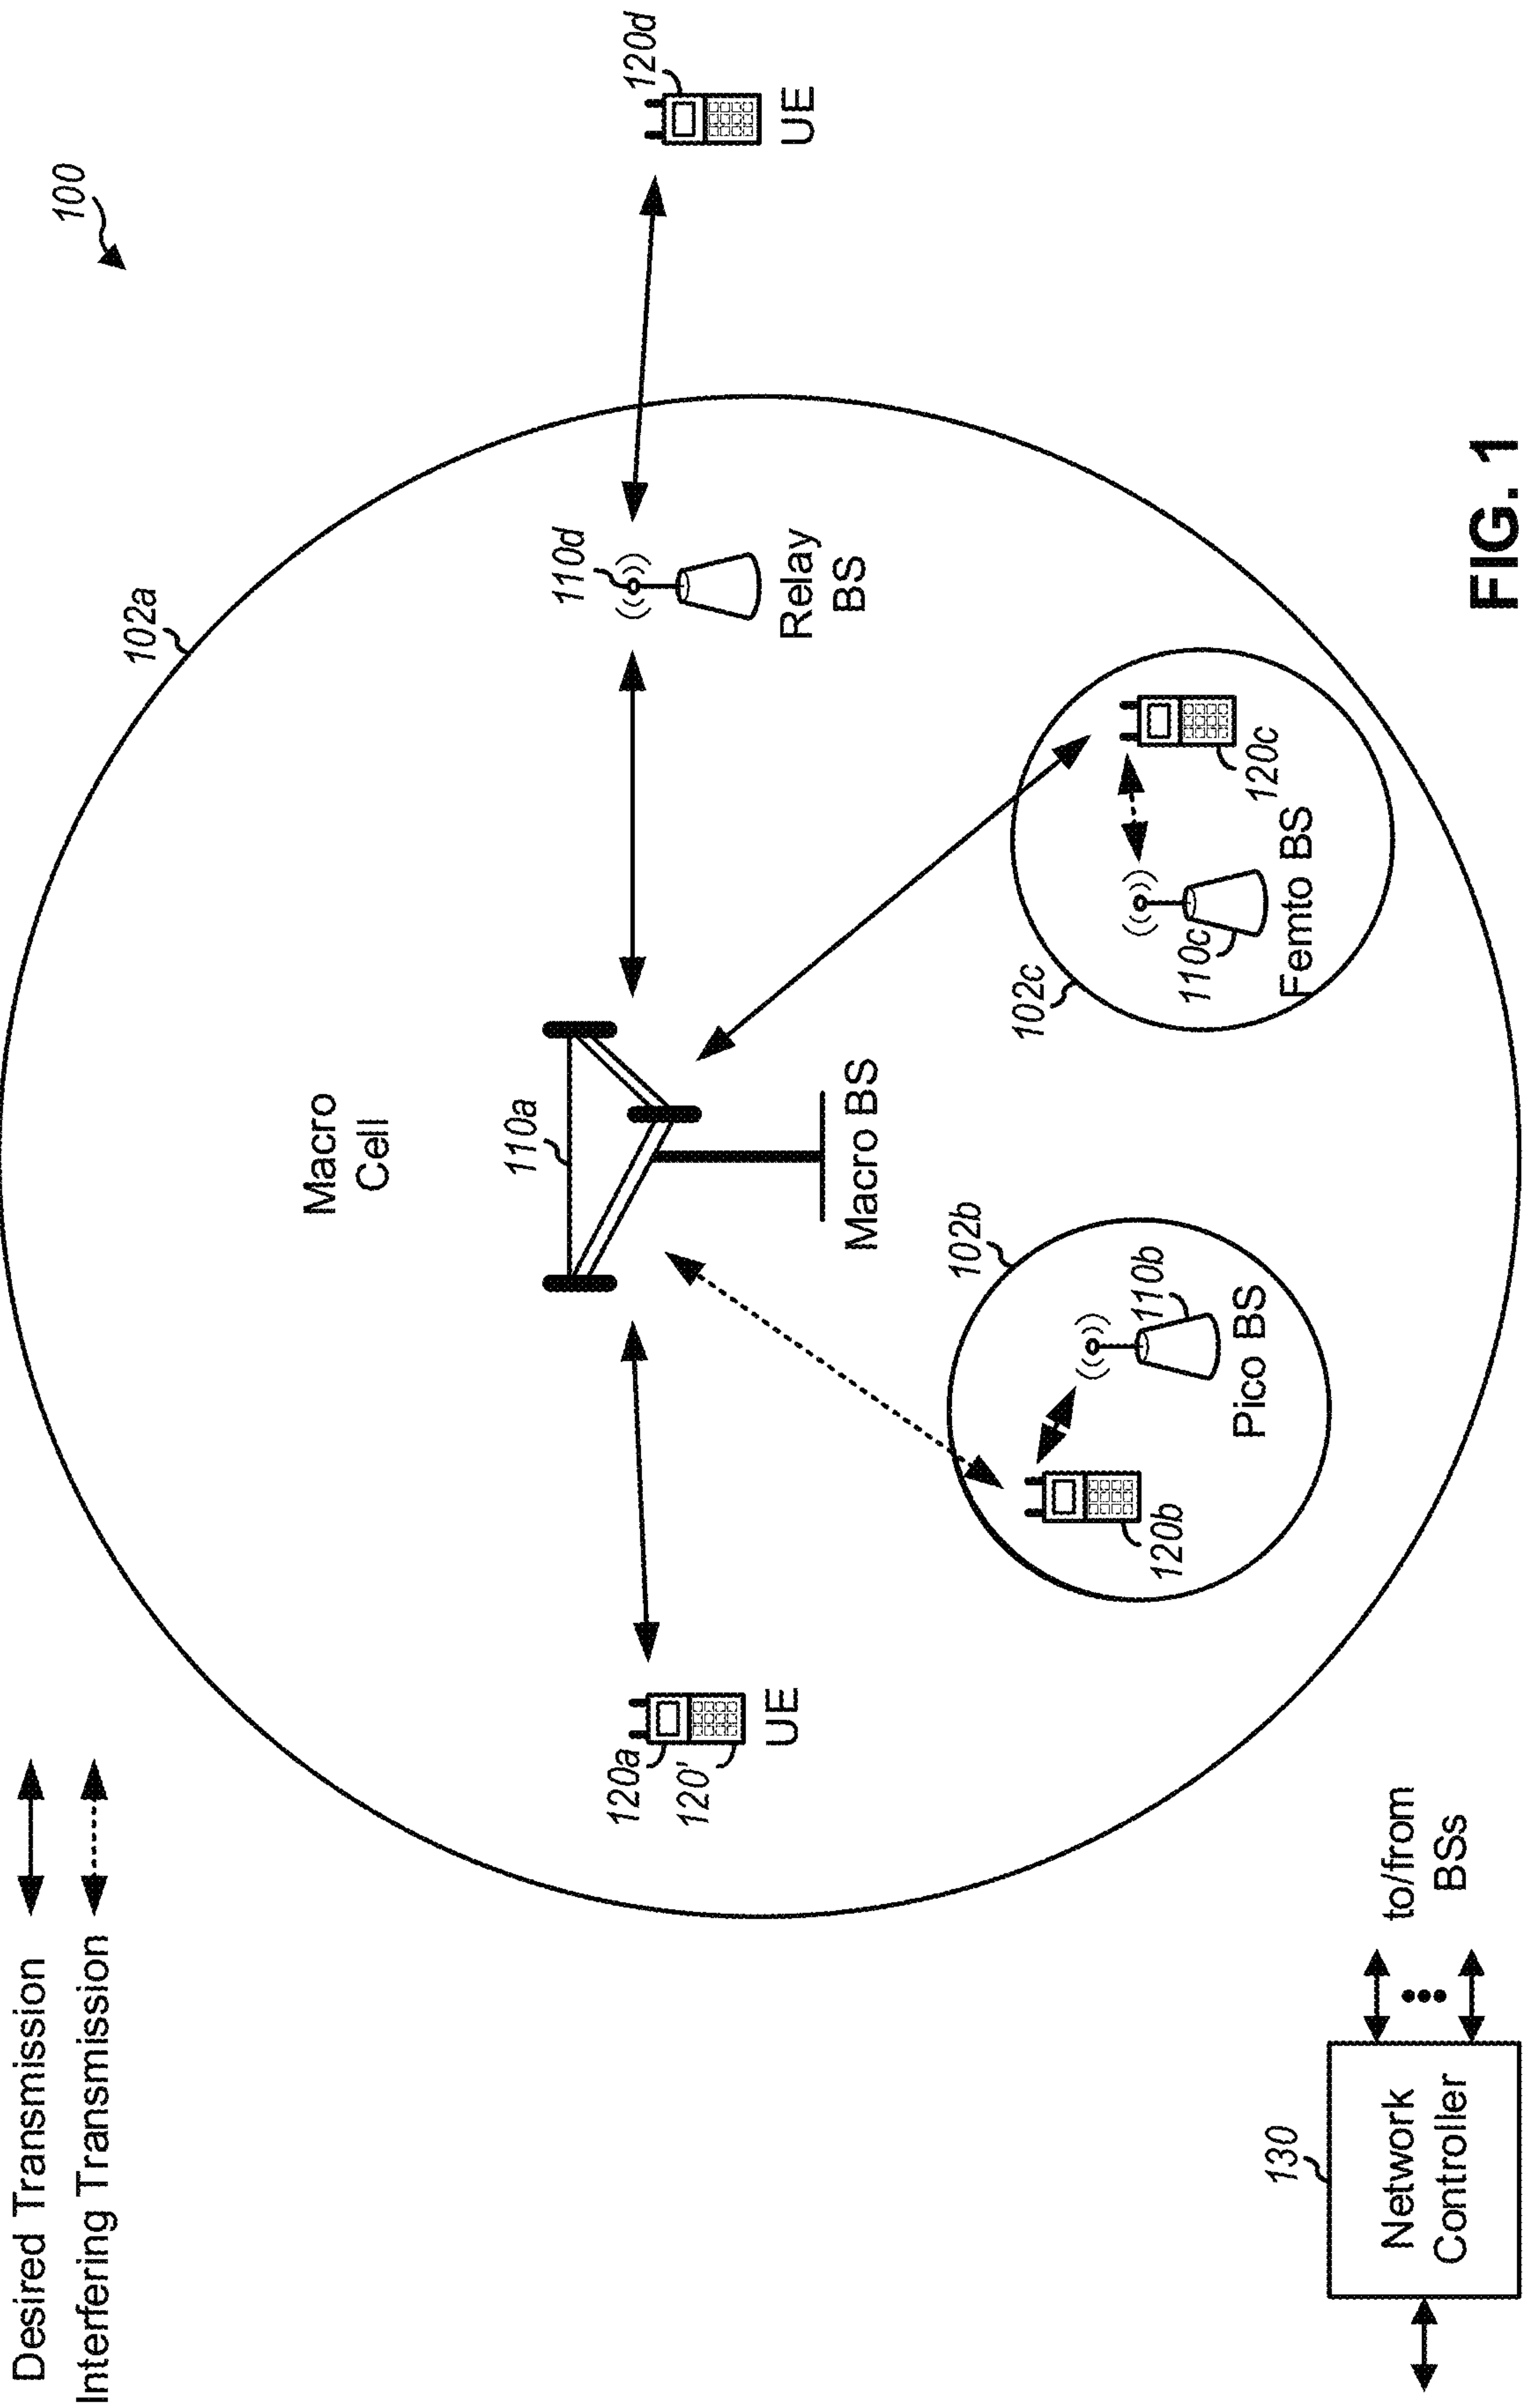 Desired Transmission
Interfering Transmission
100
102a
Macro
Cell
110a
110d
120d
UE
120a
120'
UE
Relay
BS
Macro BS
102b
110b
Pico BS
120b
102c
110c
Femto BS
120c
130
Network
Controller
to/from
BSs
FIG. 1